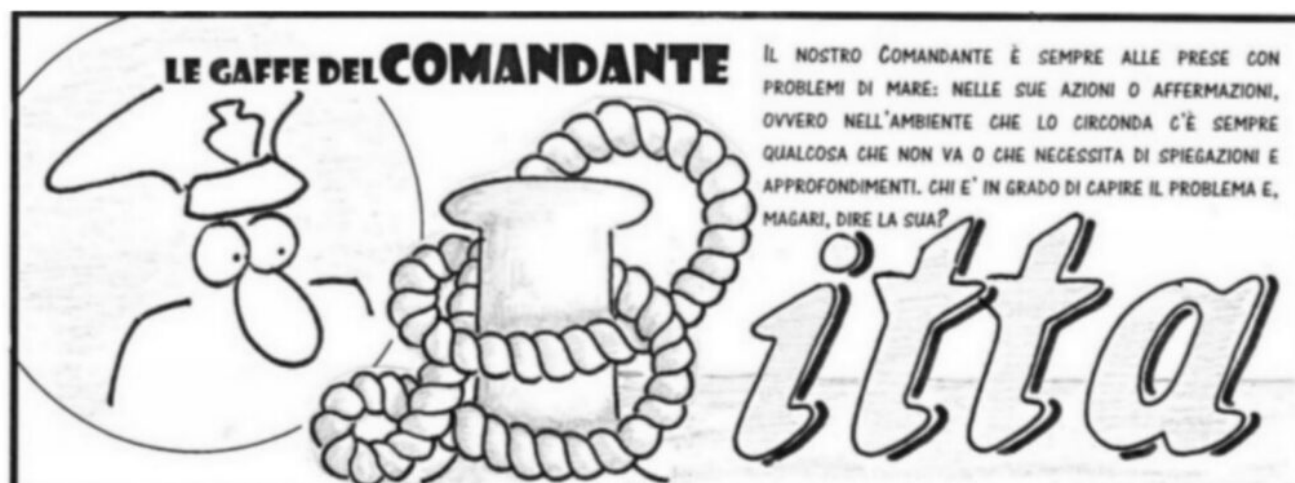 LE GAFFE DEL COMANDANTE
IL NOSTRO COMANDANTE È SEMPRE ALLE PRESE CON
PROBLEMI DI MARE: NELLE SUE AZIONI O AFFERMAZIONI,
OVVERO NELL'AMBIENTE CHE LO CIRCONDA C'È SEMPRE
QUALCOSA CHE NON VA O CHE NECESSITA DI SPIEGAZIONI E
APPROFONDIMENTI. CHI E' IN GRADO DI CAPIRE IL PROBLEMA E,
MAGARI, DIRE LA SUA?
itta